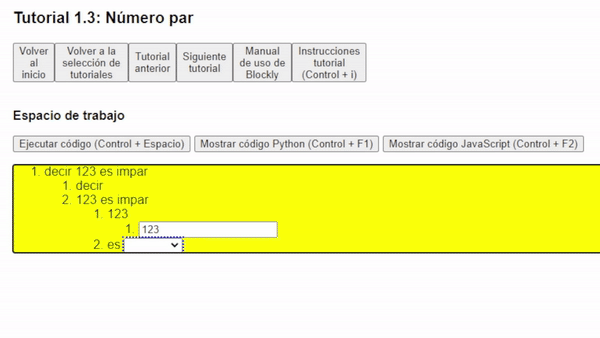 Tutorial 1.3: Número par
Volver al inicio
Volver a la selección de tutoriales
Tutorial anterior
Siguiente tutorial
Manual de uso de Blockly
Instrucciones tutorial (Control + i)
Espacio de trabajo
Ejecutar código (Control + Espacio) Mostrar código Python (Control + F1) Mostrar código JavaScript (Control + F2)
1. decir 123 es impar
1. decir
2. 123 es impar
1. 123
1. 123
2. es